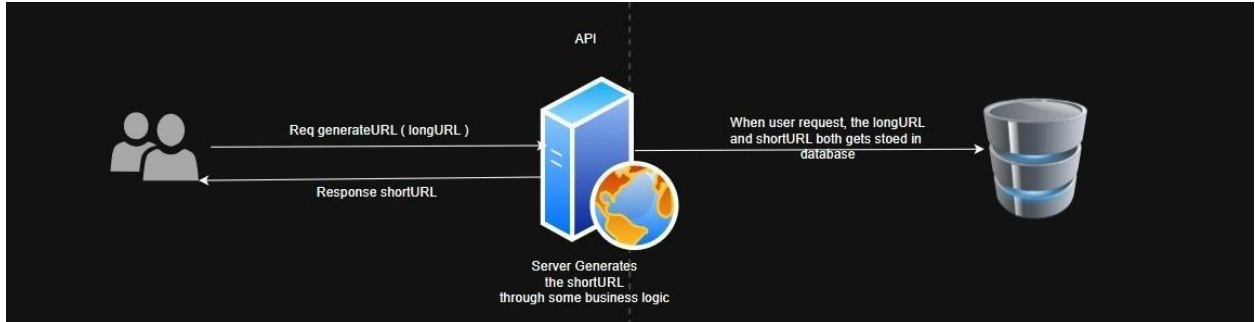 API
Req generateURL ( longURL )
Response shortURL
When user request, the longURL
and shortURL both gets stoed in
database
Server Generates
the shortURL
through some business logic